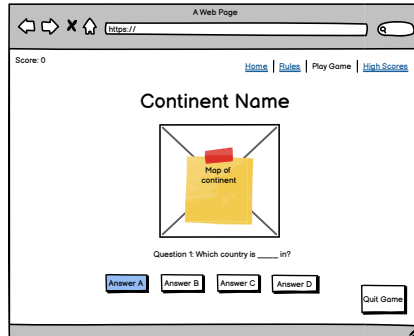 A Web Page
https://
Score: 0
Home Rules Play Game High Scores
Continent Name
Map of
continent
Question 1: Which country is _____ in?
Answer A Answer B Answer C Answer D
Quit Game